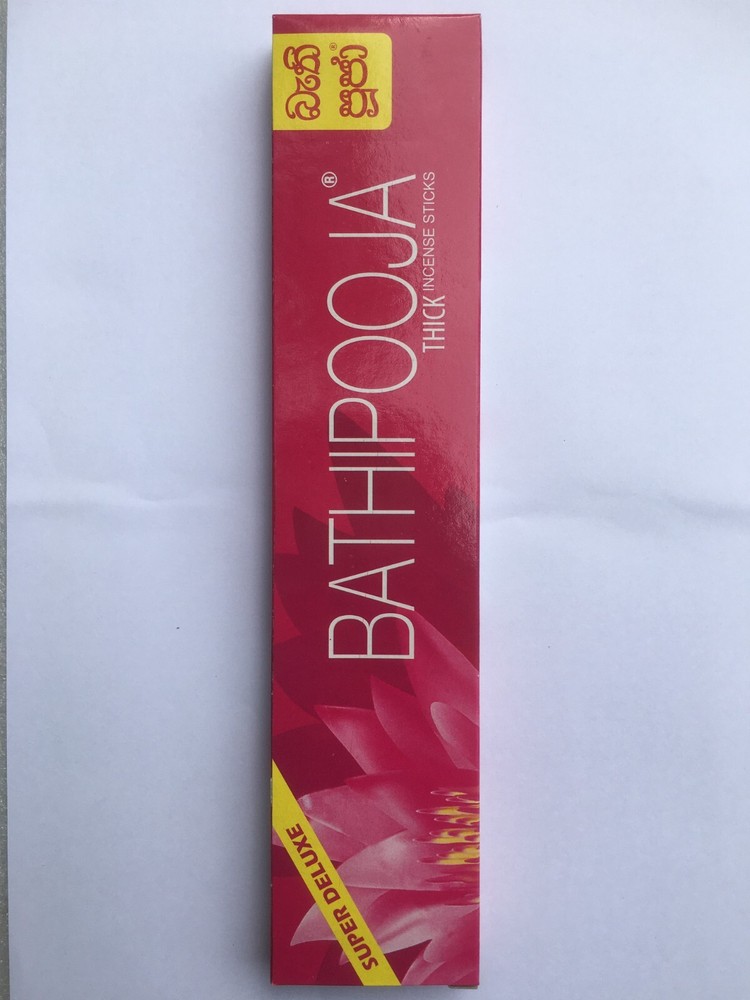 බැති
පූජා®
BATHIPOOJA®
THICK INCENSE STICKS
SUPER DELUXE